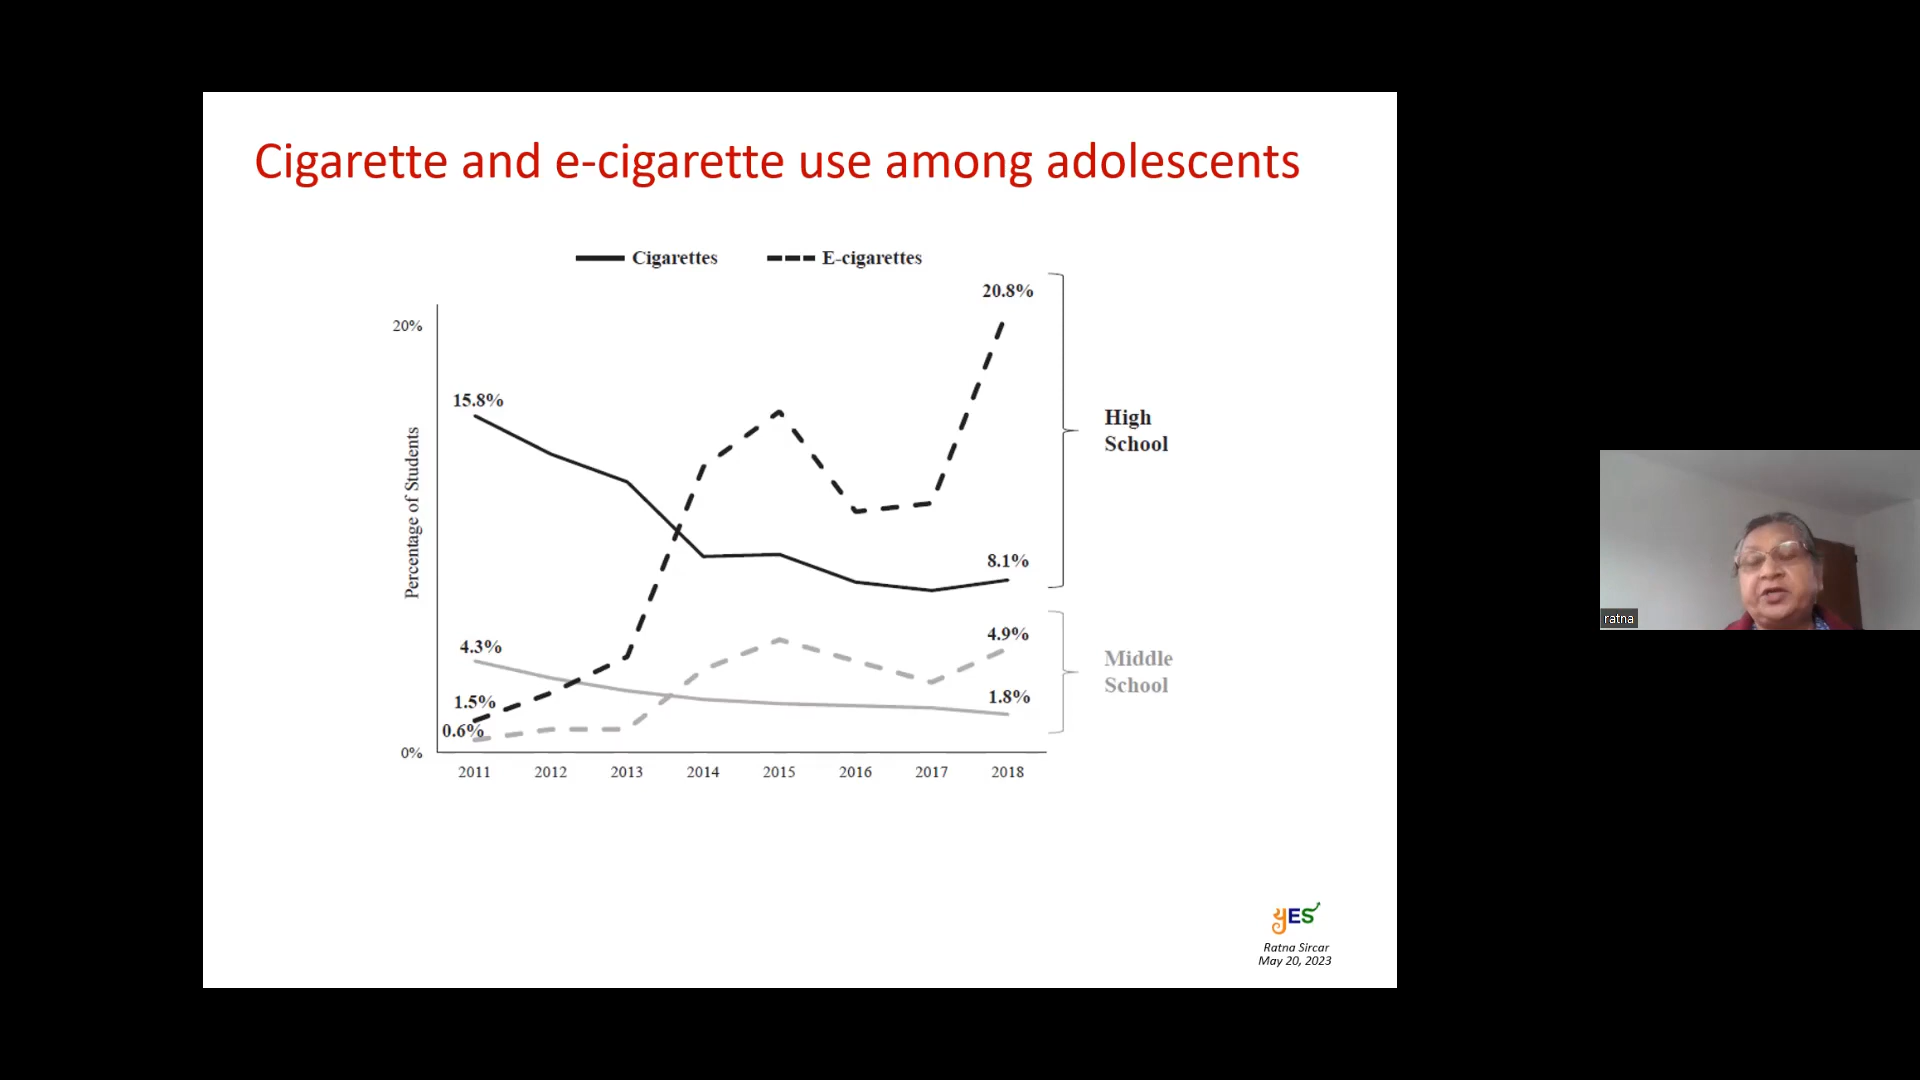 Cigarette and e-cigarette use among adolescents
Cigarettes
E-cigarettes
20.8%
20%
15.8%
High
School
Percentage of Students
8.1%
4.3%
4.9%
Middle
School
1.5%
1.8%
0.6%
0%
2011 2012 2013 2014 2015 2016 2017 2018
yES
Ratna Sircar
May 20, 2023
ratna